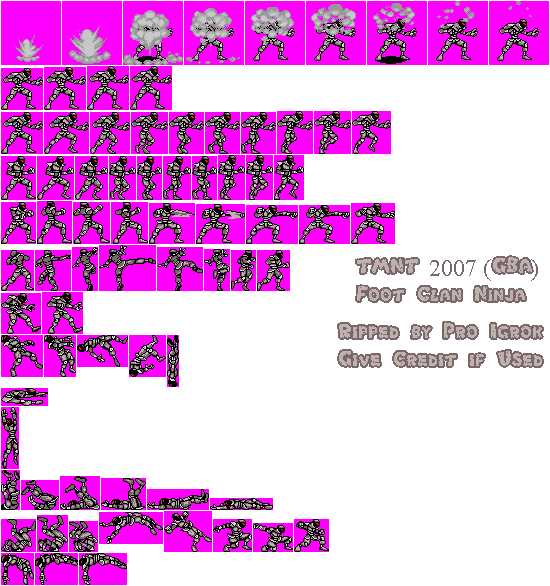 TMNT 2007 (GBA)
Foot Clan Ninja
Ripped by Pro Igrok
Give Credit if Used